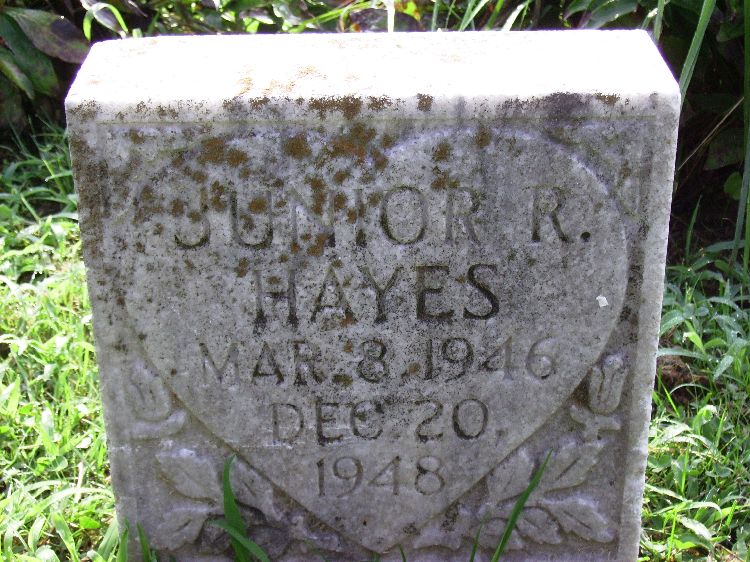 JUNIOR R.
HAYES
MAR. 8, 1946
DEC. 20,
1948